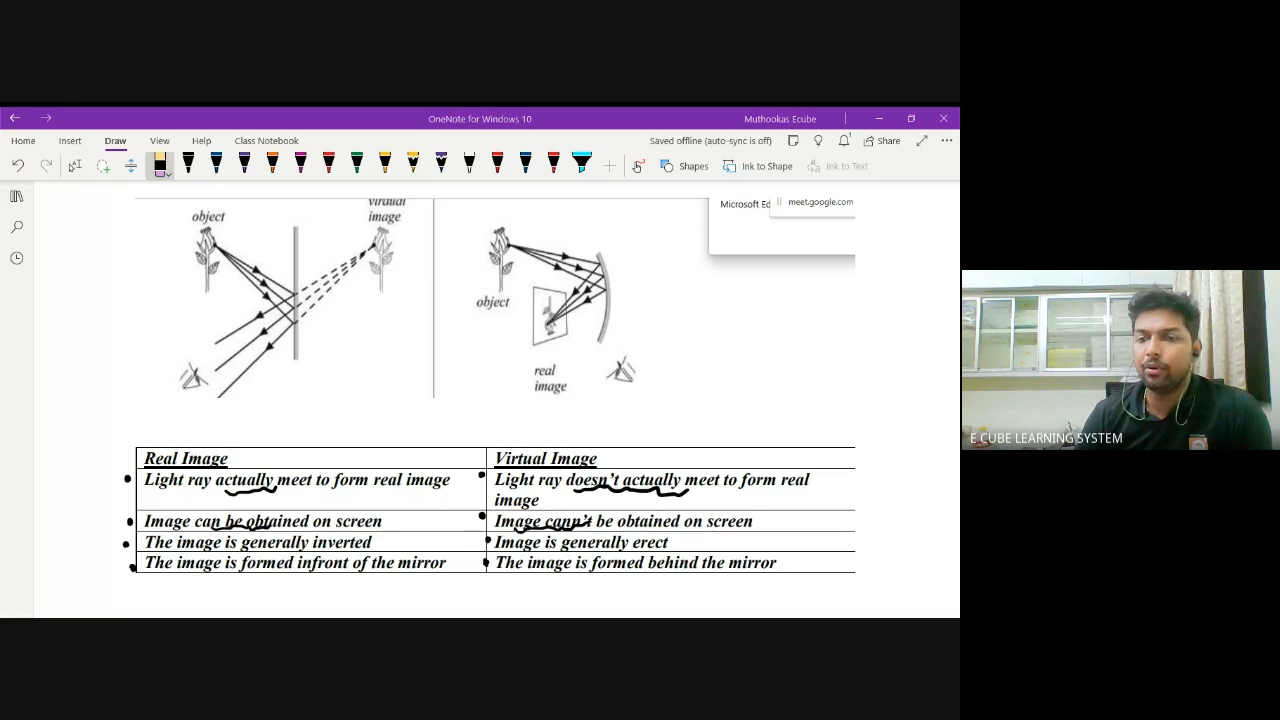 OneNote for Windows 10
Muthookas Ecube
Home Insert Draw View Help Class Notebook
Saved offline (auto-sync is off)
1
Share
Shapes
Ink to Shape
Ink to Text
Microsoft Ed
meet.google.com
object
virtual
image
object
real
image
Real Image
Virtual Image
Light ray actually meet to form real image
Light ray doesn't actually meet to form real
image
Image can be obtained on screen
Image cann't be obtained on screen
The image is generally inverted
Image is generally erect
The image is formed infront of the mirror
The image is formed behind the mirror
E CUBE LEARNING SYSTEM